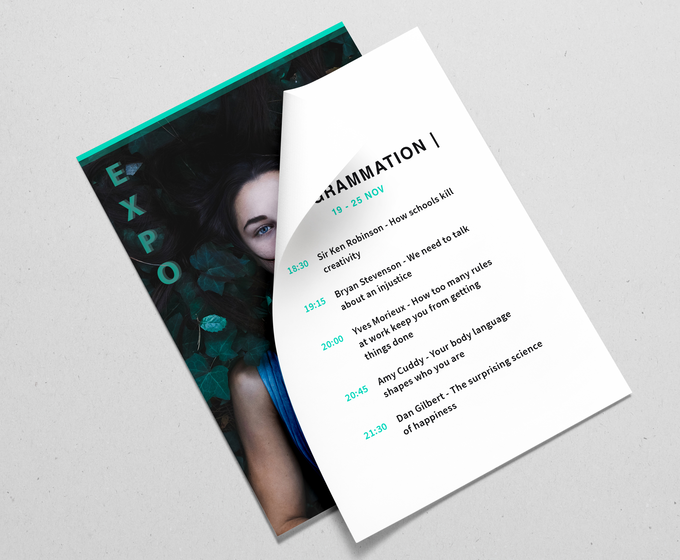 EXPO
GRAMMATION |
19 - 25 NOV
18:30 Sir Ken Robinson - How schools kill
creativity
19:15 Bryan Stevenson - We need to talk
about an injustice
20:00 Yves Morieux - How too many rules
at work keep you from getting
things done
20:45 Amy Cuddy - Your body language
shapes who you are
21:30 Dan Gilbert - The surprising science
of happiness